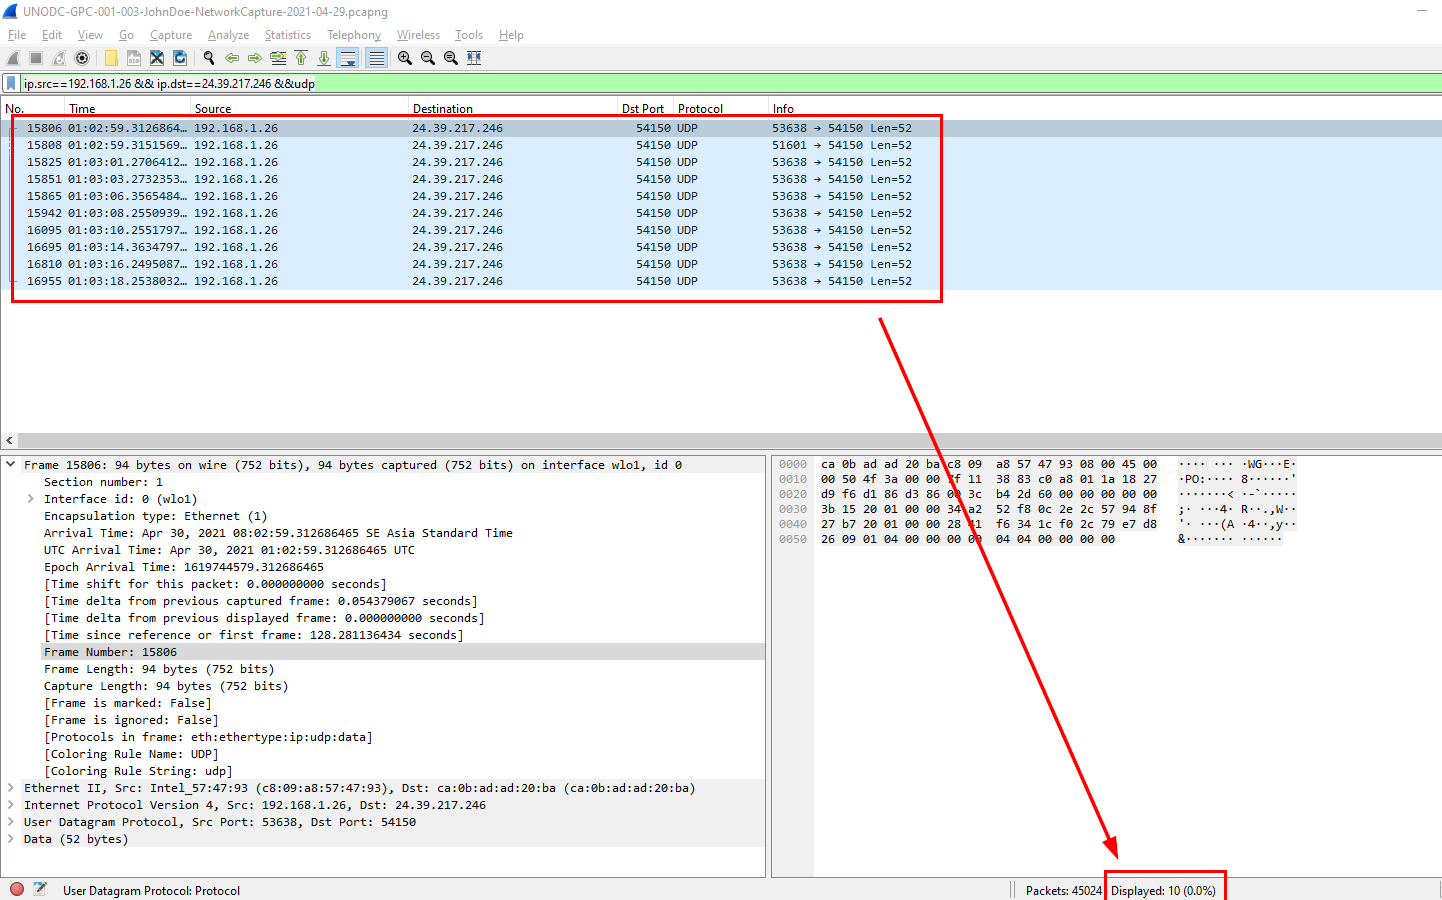 UNODC-GPC-001-003-JohnDoe-NetworkCapture-2021-04-29.pcapng
File Edit View Go Capture Analyze Statistics Telephony Wireless Tools Help
ip.src==192.168.1.26 && ip.dst==24.39.217.246 &&udp
No. Time Source Destination Dst Port Protocol Info
15806 01:02:59.3126864… 192.168.1.26 24.39.217.246 54150 UDP 53638 → 54150 Len=52
15808 01:02:59.3151569… 192.168.1.26 24.39.217.246 54150 UDP 51601 → 54150 Len=52
15825 01:03:01.2706412… 192.168.1.26 24.39.217.246 54150 UDP 53638 → 54150 Len=52
15851 01:03:03.2732353… 192.168.1.26 24.39.217.246 54150 UDP 53638 → 54150 Len=52
15865 01:03:06.3565484… 192.168.1.26 24.39.217.246 54150 UDP 53638 → 54150 Len=52
15942 01:03:08.2550939… 192.168.1.26 24.39.217.246 54150 UDP 53638 → 54150 Len=52
16095 01:03:10.2551797… 192.168.1.26 24.39.217.246 54150 UDP 53638 → 54150 Len=52
16695 01:03:14.3634797… 192.168.1.26 24.39.217.246 54150 UDP 53638 → 54150 Len=52
16810 01:03:16.2495087… 192.168.1.26 24.39.217.246 54150 UDP 53638 → 54150 Len=52
16955 01:03:18.2538032… 192.168.1.26 24.39.217.246 54150 UDP 53638 → 54150 Len=52
Frame 15806: 94 bytes on wire (752 bits), 94 bytes captured (752 bits) on interface wlo1, id 0
Section number: 1
Interface id: 0 (wlo1)
Encapsulation type: Ethernet (1)
Arrival Time: Apr 30, 2021 08:02:59.312686465 SE Asia Standard Time
UTC Arrival Time: Apr 30, 2021 01:02:59.312686465 UTC
Epoch Arrival Time: 1619744579.312686465
[Time shift for this packet: 0.000000000 seconds]
[Time delta from previous captured frame: 0.054379067 seconds]
[Time delta from previous displayed frame: 0.000000000 seconds]
[Time since reference or first frame: 128.281136434 seconds]
Frame Number: 15806
Frame Length: 94 bytes (752 bits)
Capture Length: 94 bytes (752 bits)
[Frame is marked: False]
[Frame is ignored: False]
[Protocols in frame: eth:ethertype:ip:udp:data]
[Coloring Rule Name: UDP]
[Coloring Rule String: udp]
Ethernet II, Src: Intel_57:47:93 (c8:09:a8:57:47:93), Dst: ca:0b:ad:ad:20:ba (ca:0b:ad:ad:20:ba)
Internet Protocol Version 4, Src: 192.168.1.26, Dst: 24.39.217.246
User Datagram Protocol, Src Port: 53638, Dst Port: 54150
Data (52 bytes)
0000 ca 0b ad ad 20 ba c8 09 a8 57 47 93 08 00 45 00 ···· ··· ·WG···E·
0010 00 50 4f 3a 00 00 7f 11 38 83 c0 a8 01 1a 18 27 ·PO:···· 8······'
0020 d9 f6 d1 86 d3 86 00 3c b4 2d 60 00 00 00 00 00 ·······< ·-`·····
0030 3b 15 20 01 00 00 34 a2 52 f8 0c 2e 2c 57 94 8f ;· ···4· R··.,W··
0040 27 b7 20 01 00 00 28 41 f6 34 1c f0 2c 79 e7 d8 '· ···(A ·4··,y··
0050 26 09 01 04 00 00 00 00 04 04 00 00 00 00 &······· ······
User Datagram Protocol: Protocol
Packets: 45024
Displayed: 10 (0.0%)